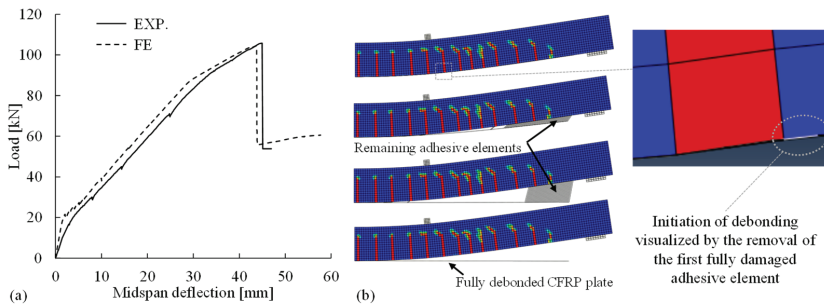 (a)
120
100
80
60
40
20
0
Load [kN]
EXP.
FE
0
10
20
30
40
50
60
Midspan deflection [mm]
(b)
Remaining adhesive elements
Fully debonded CFRP plate
Initiation of debonding
visualized by the removal of
the first fully damaged
adhesive element